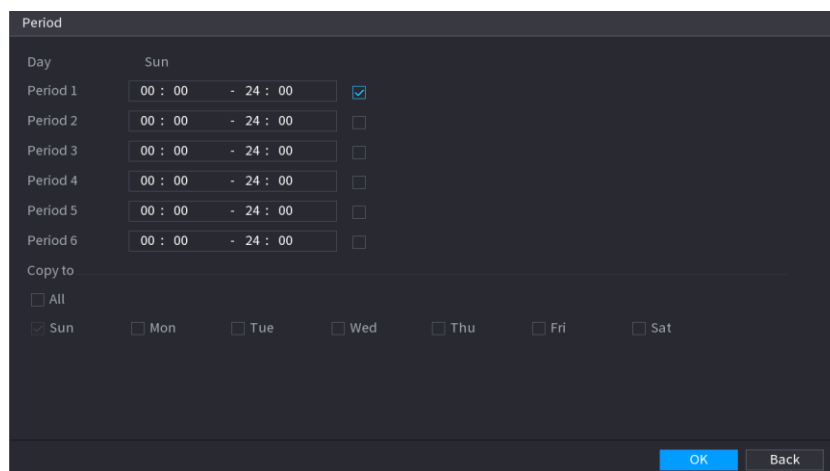 Period
Day Sun
Period 1 00 : 00 - 24 : 00
Period 2 00 : 00 - 24 : 00
Period 3 00 : 00 - 24 : 00
Period 4 00 : 00 - 24 : 00
Period 5 00 : 00 - 24 : 00
Period 6 00 : 00 - 24 : 00
Copy to
All
Sun Mon Tue Wed Thu Fri Sat
OK Back